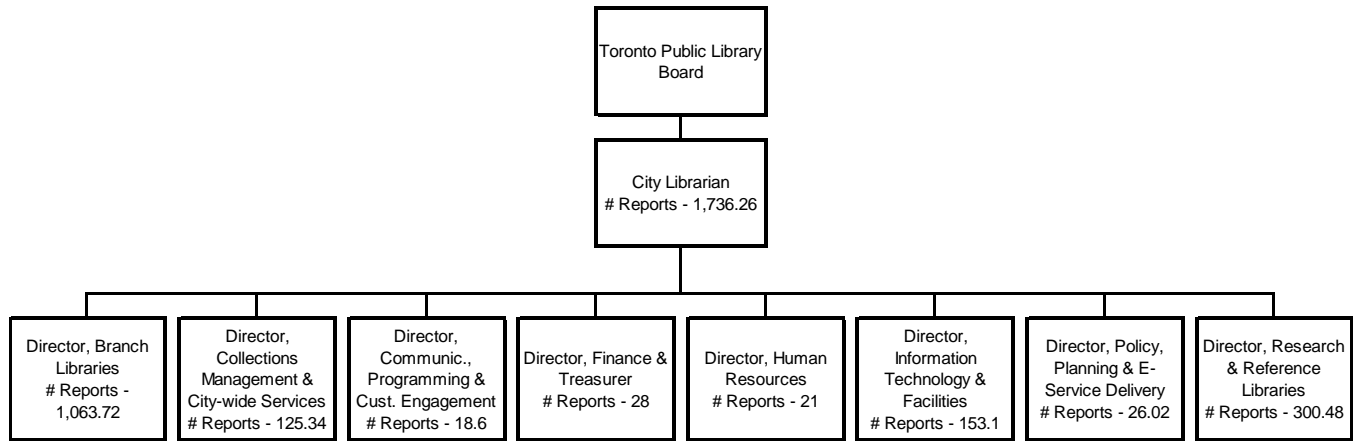 Toronto Public Library
Board
City Librarian
# Reports - 1,736.26
Director, Branch
Libraries
# Reports -
1,063.72
Director,
Collections
Management &
City-wide Services
# Reports - 125.34
Director,
Communic.,
Programming &
Cust. Engagement
# Reports - 18.6
Director, Finance &
Treasurer
# Reports - 28
Director, Human
Resources
# Reports - 21
Director,
Information
Technology &
Facilities
# Reports - 153.1
Director, Policy,
Planning & E-
Service Delivery
# Reports - 26.02
Director, Research
& Reference
Libraries
# Reports - 300.48